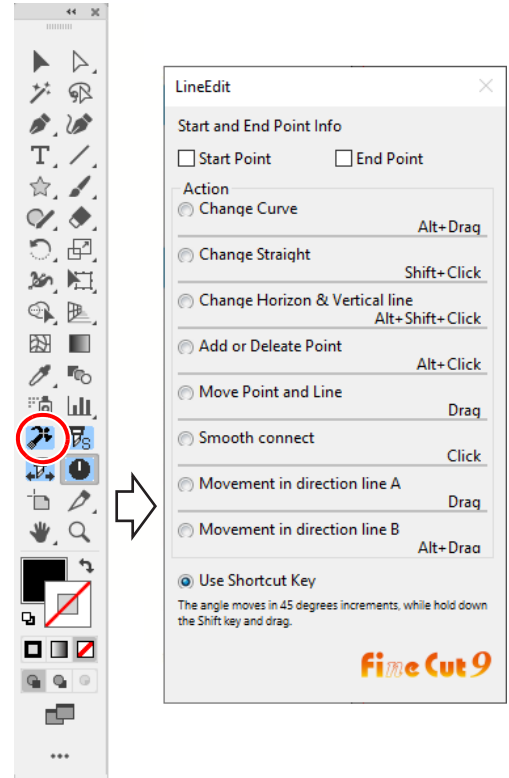 LineEdit
Start and End Point Info
Start Point
End Point
Action
Change Curve
Alt+Drag
Change Straight
Shift+Click
Change Horizon & Vertical line
Alt+Shift+Click
Add or Deleate Point
Alt+Click
Move Point and Line
Drag
Smooth connect
Click
Movement in direction line A
Drag
Movement in direction line B
Alt+Drag
Use Shortcut Key
The angle moves in 45 degrees increments, while hold down
the Shift key and drag.
Fine Cut 9